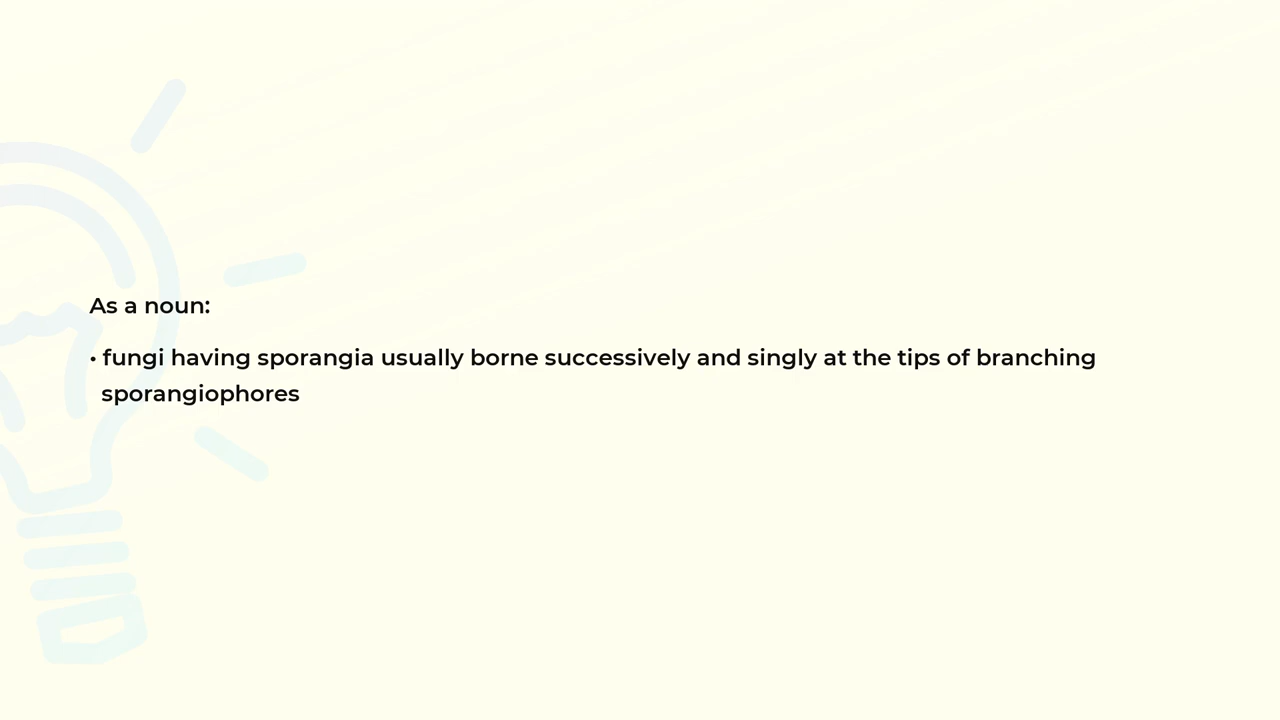 As a noun:
• fungi having sporangia usually borne successively and singly at the tips of branching
sporangiophores